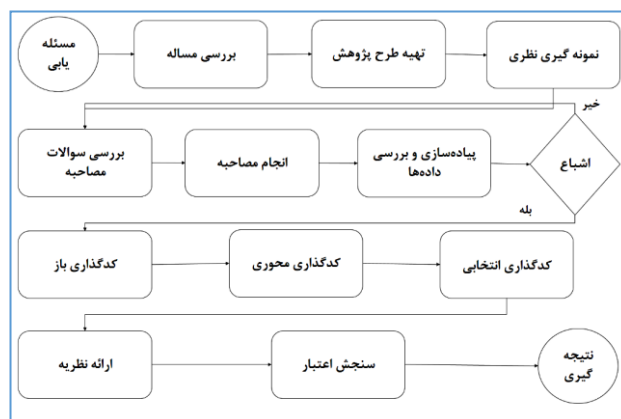 مسئله
یابی
بررسی مساله
تهیه طرح پژوهش
نمونه گیری نظری
خیر
بررسی سوالات
مصاحبه
انجام مصاحبه
پیاده‌سازی و بررسی
داده‌ها
اشباع
بله
کدگذاری باز
کدگذاری محوری
کدگذاری انتخابی
ارائه نظریه
سنجش اعتبار
نتیجه
گیری